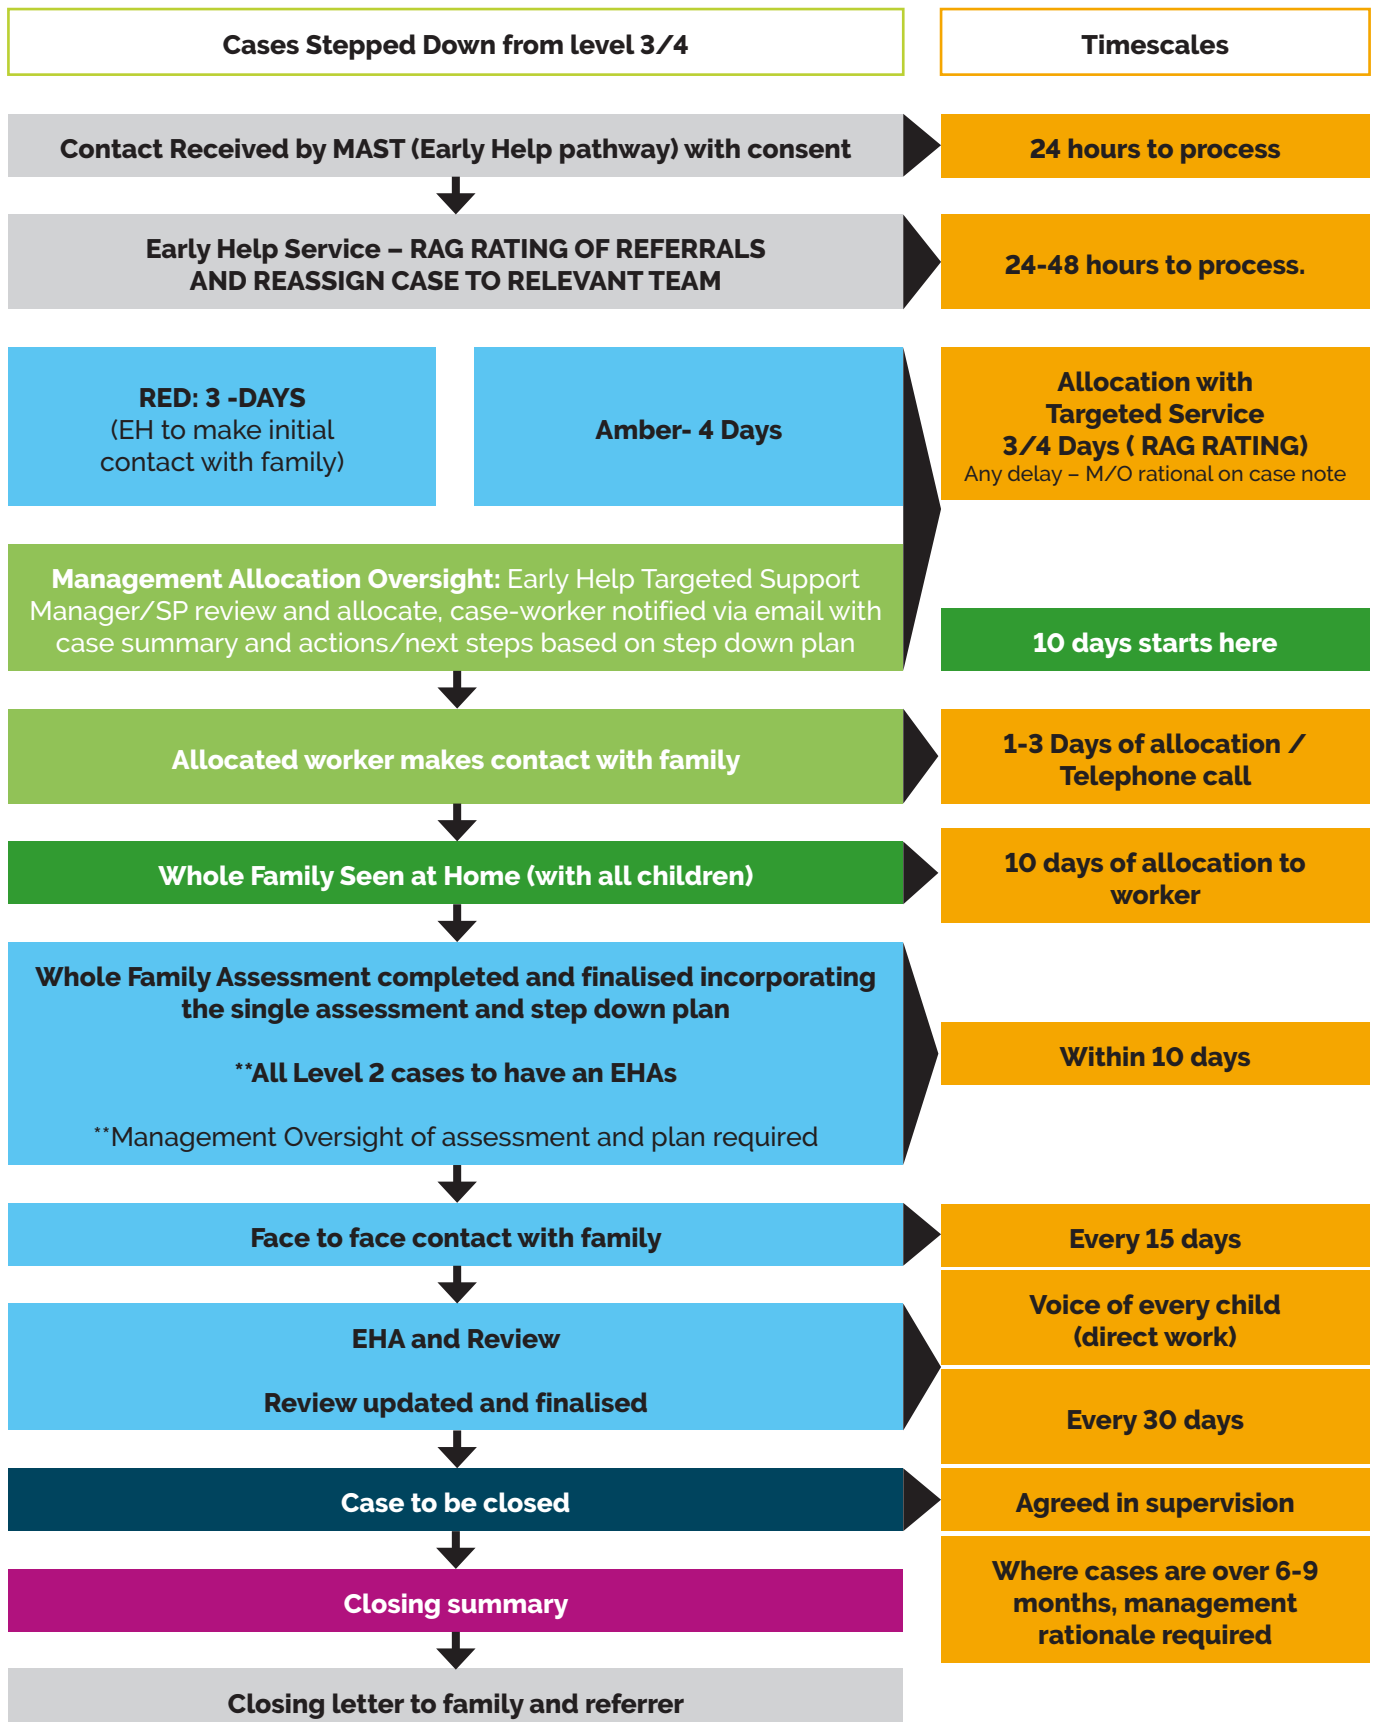 Cases Stepped Down from level 3/4
Timescales
Contact Received by MAST (Early Help pathway) with consent
24 hours to process
Early Help Service – RAG RATING OF REFERRALS
AND REASSIGN CASE TO RELEVANT TEAM
24-48 hours to process.
RED: 3 -DAYS
(EH to make initial
contact with family)
Amber- 4 Days
Allocation with
Targeted Service
3/4 Days ( RAG RATING)
Any delay – M/O rational on case note
Management Allocation Oversight: Early Help Targeted Support
Manager/SP review and allocate, case-worker notified via email with
case summary and actions/next steps based on step down plan
10 days starts here
Allocated worker makes contact with family
1-3 Days of allocation /
Telephone call
Whole Family Seen at Home (with all children)
10 days of allocation to
worker
Whole Family Assessment completed and finalised incorporating
the single assessment and step down plan
**All Level 2 cases to have an EHAs
**Management Oversight of assessment and plan required
Within 10 days
Face to face contact with family
Every 15 days
EHA and Review
Review updated and finalised
Voice of every child
(direct work)
Every 30 days
Case to be closed
Agreed in supervision
Closing summary
Where cases are over 6-9
months, management
rationale required
Closing letter to family and referrer